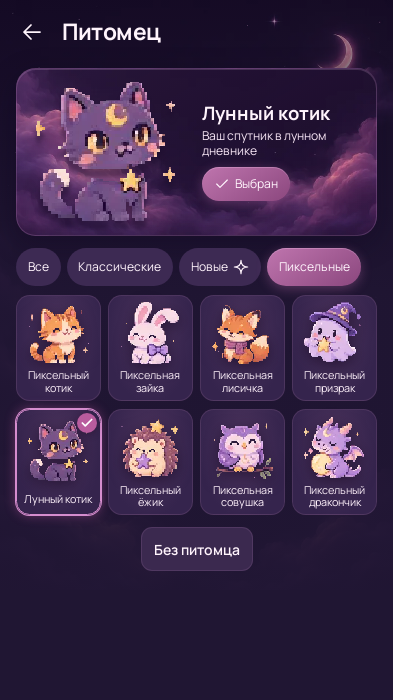 Питомец
Лунный котик
Ваш спутник в лунном
дневнике
Выбран
Все
Классические
Новые
Пиксельные
Пиксельный
котик
Пиксельная
зайка
Пиксельная
лисичка
Пиксельный
призрак
Лунный котик
Пиксельный
ёжик
Пиксельная
совушка
Пиксельный
дракончик
Без питомца